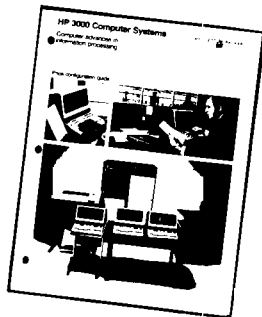 HP 3000 Computer Systems
Computer advances in
information processing
Price configuration guide